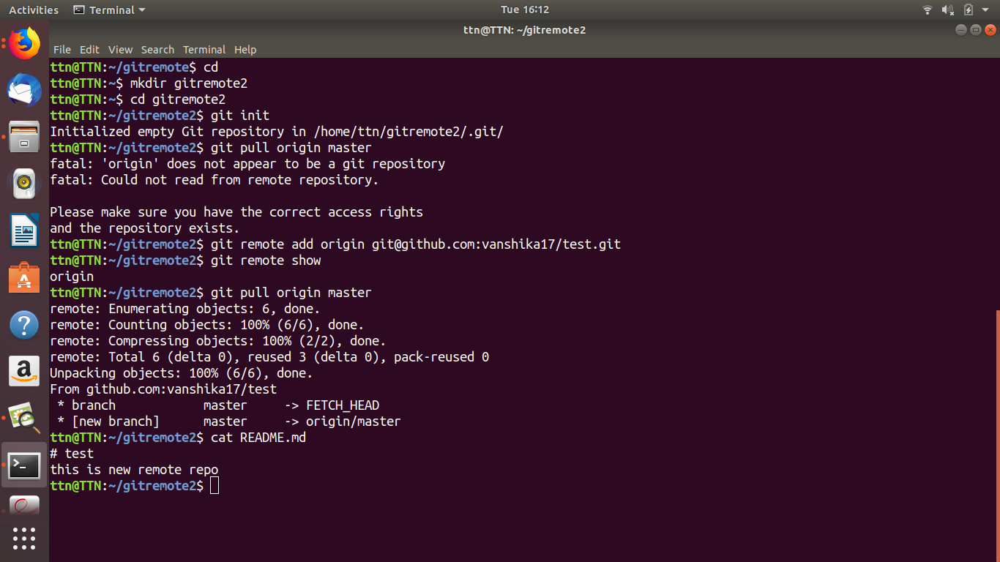 Activities Terminal Tue 16:12
ttn@TTN: ~/gitremote2
File Edit View Search Terminal Help
ttn@TTN:~/gitremote$ cd
ttn@TTN:~$ mkdir gitremote2
ttn@TTN:~$ cd gitremote2
ttn@TTN:~/gitremote2$ git init
Initialized empty Git repository in /home/ttn/gitremote2/.git/
ttn@TTN:~/gitremote2$ git pull origin master
fatal: 'origin' does not appear to be a git repository
fatal: Could not read from remote repository.

Please make sure you have the correct access rights
and the repository exists.
ttn@TTN:~/gitremote2$ git remote add origin git@github.com:vanshika17/test.git
ttn@TTN:~/gitremote2$ git remote show
origin
ttn@TTN:~/gitremote2$ git pull origin master
remote: Enumerating objects: 6, done.
remote: Counting objects: 100% (6/6), done.
remote: Compressing objects: 100% (2/2), done.
remote: Total 6 (delta 0), reused 3 (delta 0), pack-reused 0
Unpacking objects: 100% (6/6), done.
From github.com:vanshika17/test
 * branch            master     -> FETCH_HEAD
 * [new branch]      master     -> origin/master
ttn@TTN:~/gitremote2$ cat README.md
# test
this is new remote repo
ttn@TTN:~/gitremote2$